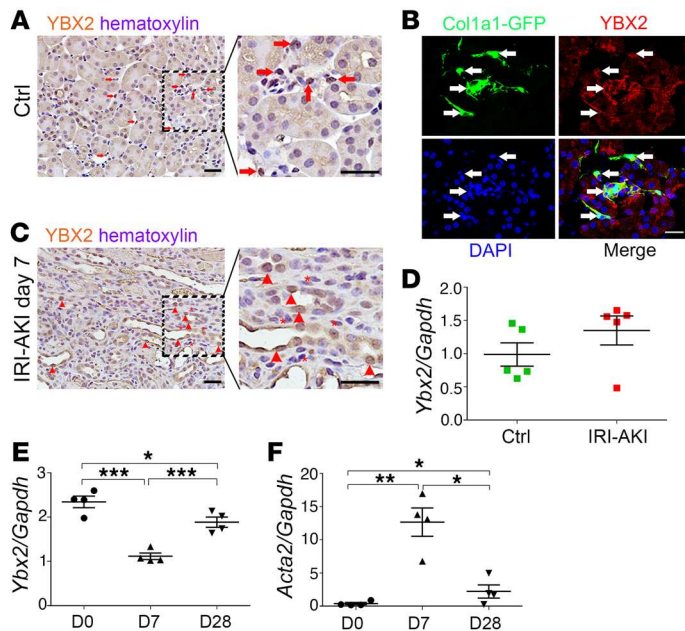 A
YBX2 hematoxylin
Ctrl
B
Col1a1-GFP YBX2
DAPI Merge
C
YBX2 hematoxylin
IRI-AKI day 7
* * * *
D
Ybx2/Gapdh
2.0
1.5
1.0
0.5
0.0
Ctrl IRI-AKI
E
Ybx2/Gapdh
3
2
1
0
*
*** ***
D0 D7 D28
F
Acta2/Gapdh
20
15
10
5
0
*
** *
D0 D7 D28